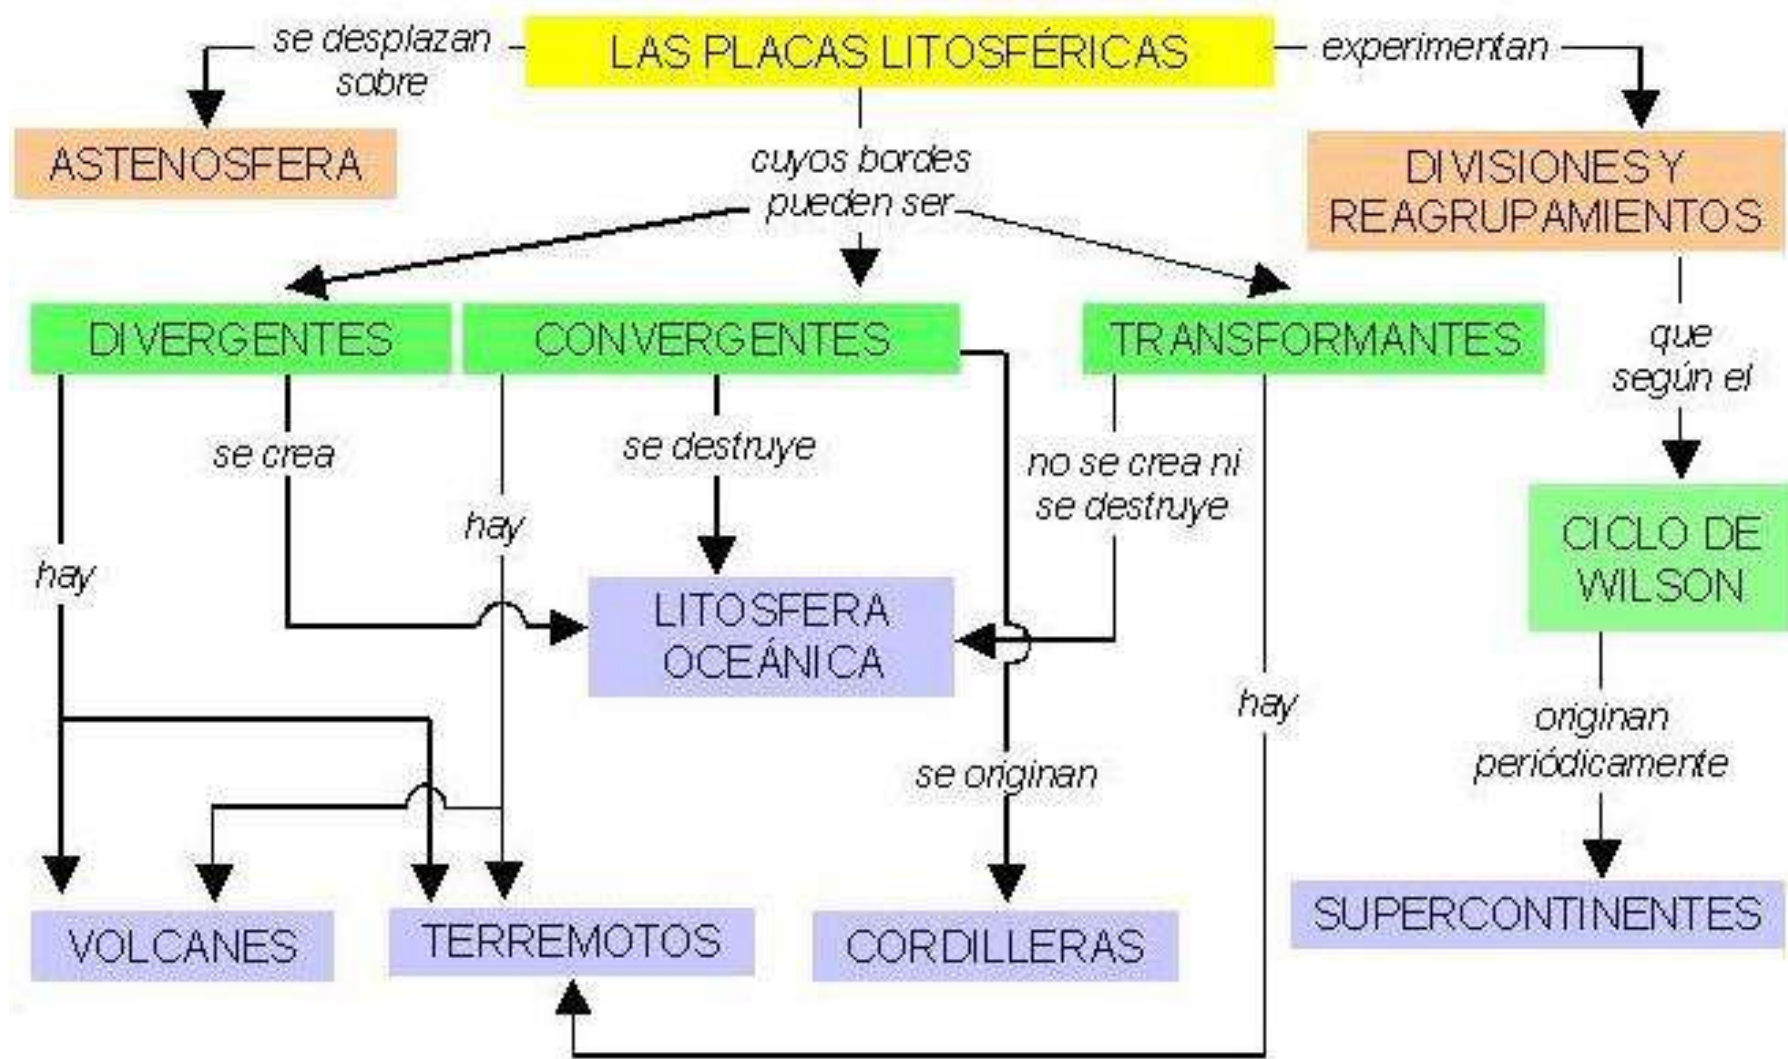 se desplazan
sobre
LAS PLACAS LITOSFÉRICAS
experimentan
ASTENOSFERA
cuyos bordes
pueden ser
DIVISIONES Y
REAGRUPAMIENTOS
DIVERGENTES
CONVERGENTES
TRANSFORMANTES
que
según el
se crea
se destruye
no se crea ni
se destruye
hay
hay
CICLO DE
WILSON
LITOSFERA
OCEÁNICA
hay
originan
periódicamente
se originan
VOLCANES
TERREMOTOS
CORDILLERAS
SUPERCONTINENTES